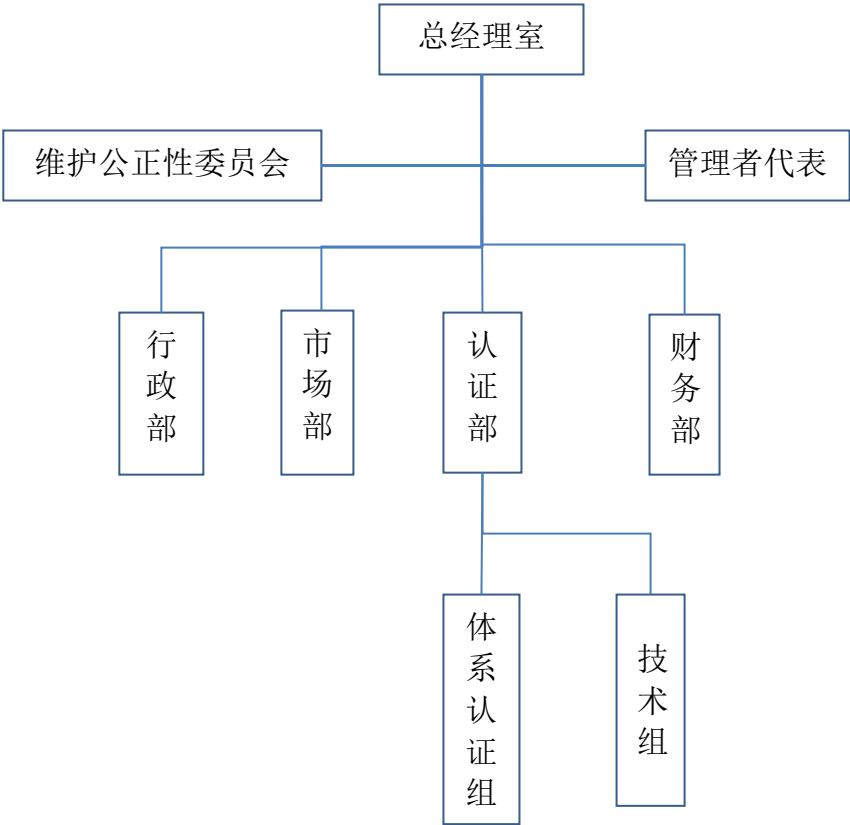 总经理室
维护公正性委员会
管理者代表
行政部
市场部
认证部
财务部
体系认证组
技术组